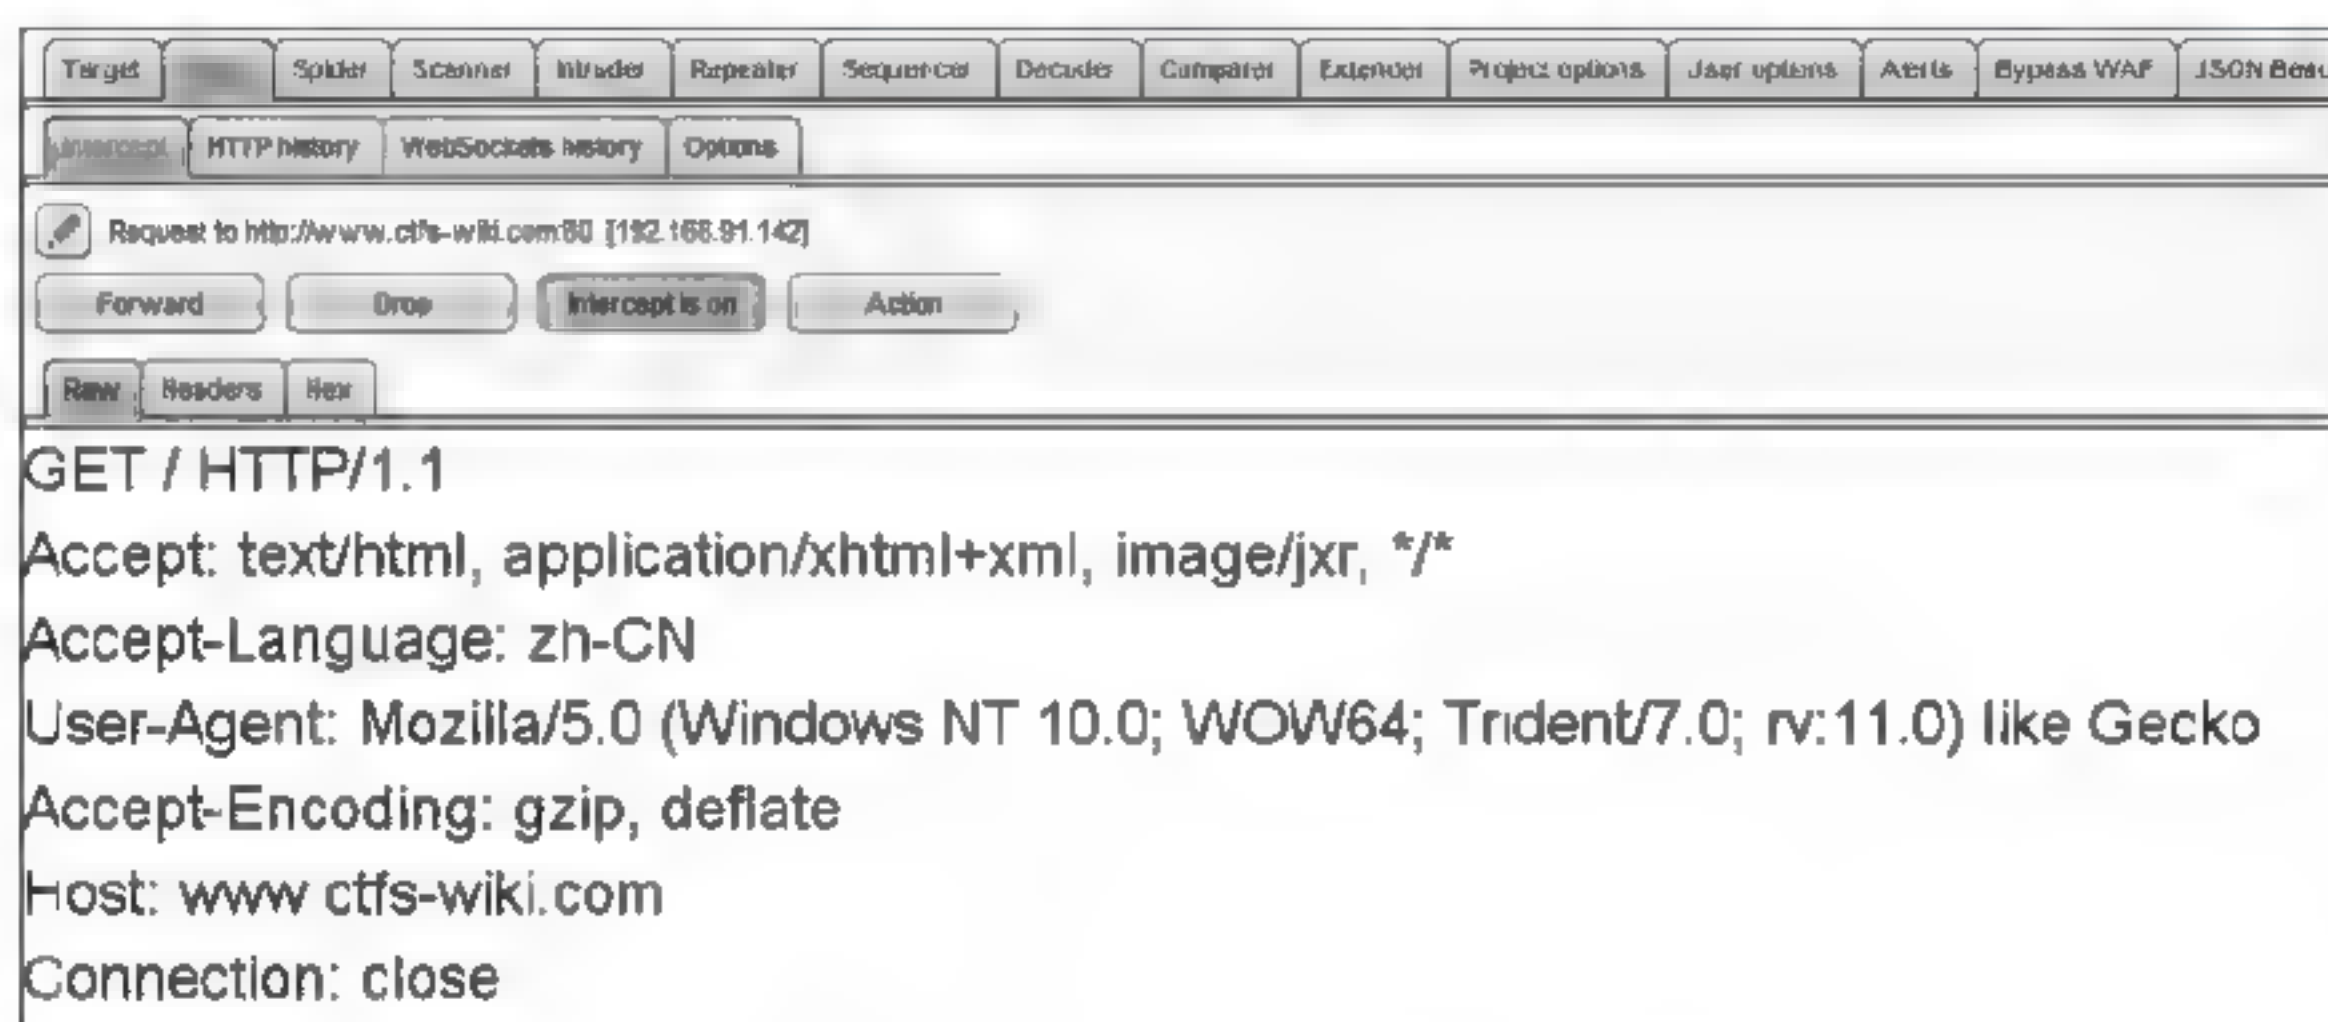 Target Spider Scanner Intruder Repeater Sequencer Decoder Comparer Extender Project options User options Alerts Bypass WAF JSON Beau
Intercept HTTP history WebSockets history Options
Request to http://www.ctfs-wiki.com:80 [192.168.91.142]
Forward Drop Intercept is on Action
Raw Headers Hex
GET / HTTP/1.1
Accept: text/html, application/xhtml+xml, image/jxr, */*
Accept-Language: zh-CN
User-Agent: Mozilla/5.0 (Windows NT 10.0; WOW64; Trident/7.0; rv:11.0) like Gecko
Accept-Encoding: gzip, deflate
Host: www.ctfs-wiki.com
Connection: close